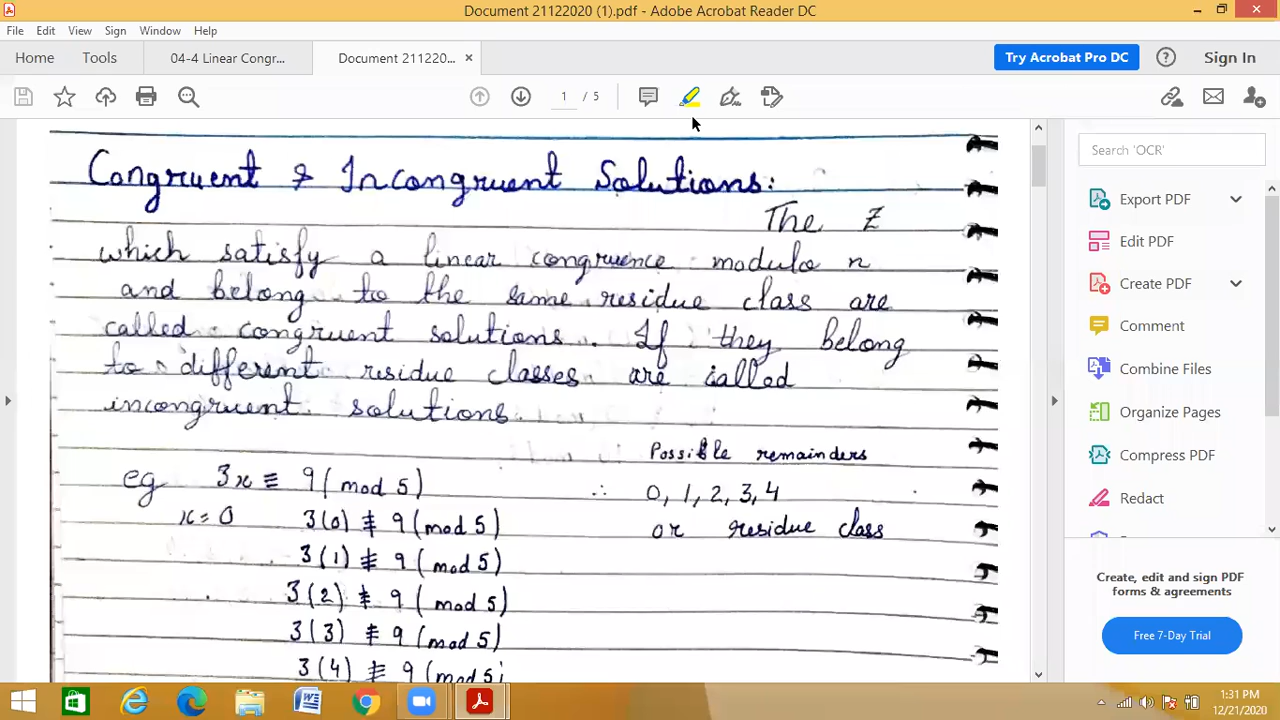 Document 21122020 (1).pdf - Adobe Acrobat Reader DC
File Edit View Sign Window Help
Home Tools 04-4 Linear Congr... Document 211220... ×
Try Acrobat Pro DC Sign In
1 / 5
Congruent & Incongruent Solutions:
The Z
which satisfy a linear congruence modulo n
and belong to the same residue class are
called congruent solutions. If they belong
to different residue classes are called
incongruent solutions.
Possible remainders
eg 3x ≡ 9 (mod 5) ∴ 0, 1, 2, 3, 4
x = 0 3(0) ≢ 9 (mod 5) or residue class
3(1) ≢ 9 (mod 5)
3(2) ≢ 9 (mod 5)
3(3) ≢ 9 (mod 5)
3(4) ≢ 9 (mod 5)
Search 'OCR'
Export PDF
Edit PDF
Create PDF
Comment
Combine Files
Organize Pages
Compress PDF
Redact
Create, edit and sign PDF
forms & agreements
Free 7-Day Trial
1:31 PM
12/21/2020